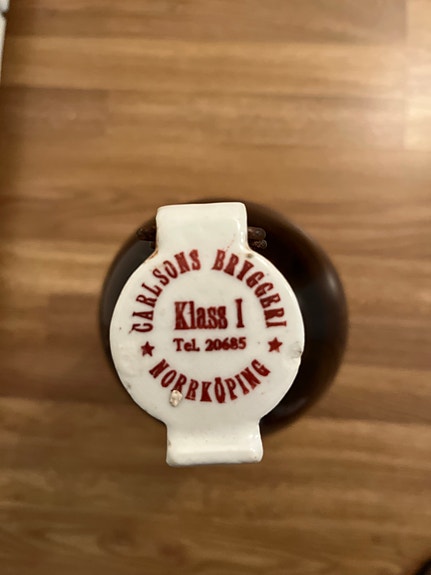 CARLSONS BRYGGERI
Klass I
Tel. 20685
★ NORRKÖPING ★